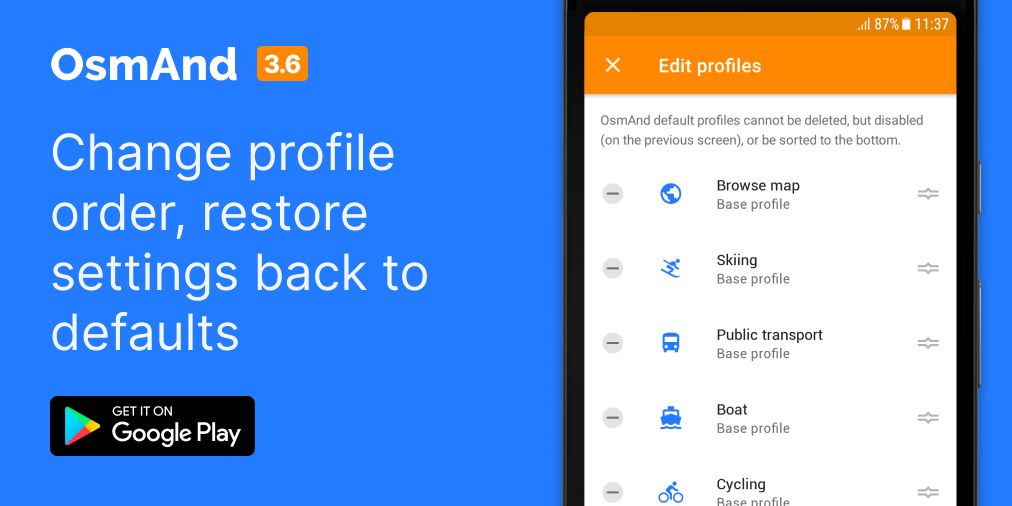 OsmAnd 3.6
Change profile
order, restore
settings back to
defaults
GET IT ON
Google Play
87% 11:37
Edit profiles
OsmAnd default profiles cannot be deleted, but disabled
(on the previous screen), or be sorted to the bottom.
Browse map
Base profile
Skiing
Base profile
Public transport
Base profile
Boat
Base profile
Cycling
Base profile